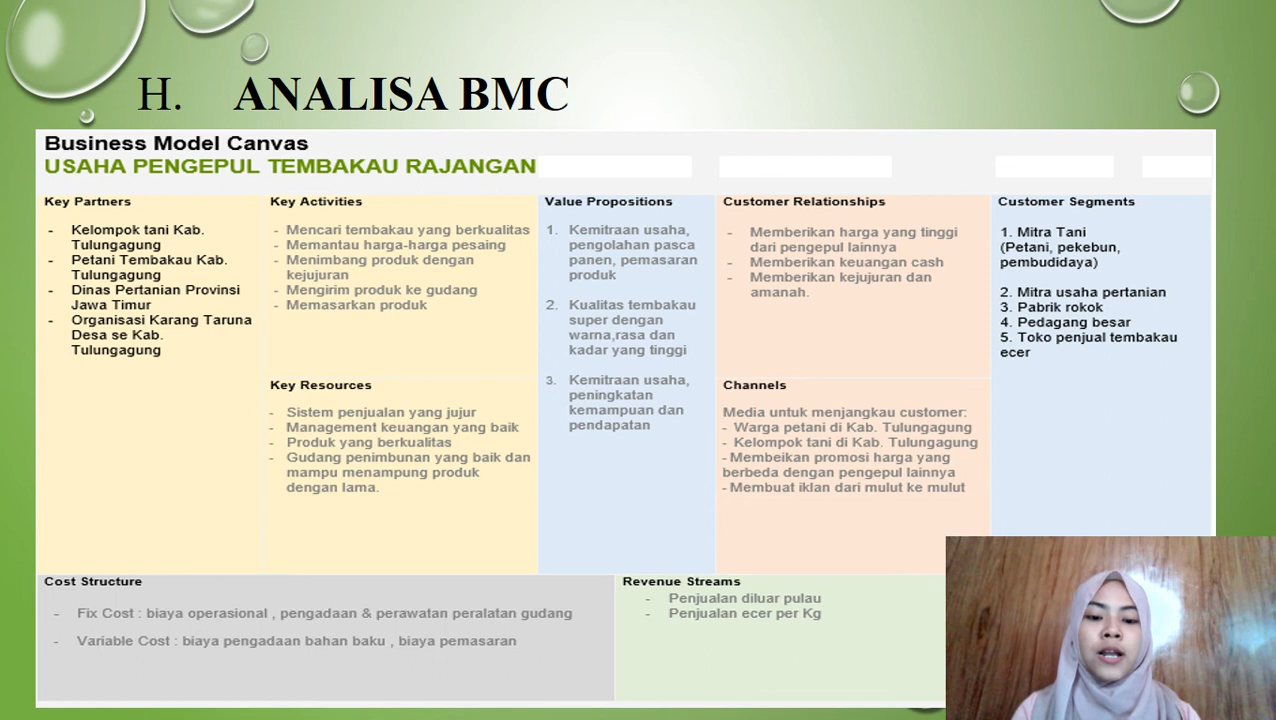 H. ANALISA BMC
Business Model Canvas
USAHA PENGEPUL TEMBAKAU RAJANGAN
Key Partners
- Kelompok tani Kab.
Tulungagung
- Petani Tembakau Kab.
Tulungagung
- Dinas Pertanian Provinsi
Jawa Timur
- Organisasi Karang Taruna
Desa se Kab.
Tulungagung
Key Activities
- Mencari tembakau yang berkualitas
- Memantau harga-harga pesaing
- Menimbang produk dengan
kejujuran
- Mengirim produk ke gudang
- Memasarkan produk
Key Resources
- Sistem penjualan yang jujur
- Management keuangan yang baik
- Produk yang berkualitas
- Gudang penimbunan yang baik dan
mampu menampung produk
dengan lama.
Value Propositions
1. Kemitraan usaha,
pengolahan pasca
panen, pemasaran
produk
2. Kualitas tembakau
super dengan
warna,rasa dan
kadar yang tinggi
3. Kemitraan usaha,
peningkatan
kemampuan dan
pendapatan
Customer Relationships
- Memberikan harga yang tinggi
dari pengepul lainnya
- Memberikan keuangan cash
- Memberikan kejujuran dan
amanah.
Channels
Media untuk menjangkau customer:
- Warga petani di Kab. Tulungagung
- Kelompok tani di Kab. Tulungagung
- Membeikan promosi harga yang
berbeda dengan pengepul lainnya
- Membuat iklan dari mulut ke mulut
Customer Segments
1. Mitra Tani
(Petani, pekebun,
pembudidaya)
2. Mitra usaha pertanian
3. Pabrik rokok
4. Pedagang besar
5. Toko penjual tembakau
ecer
Cost Structure
- Fix Cost : biaya operasional , pengadaan & perawatan peralatan gudang
- Variable Cost : biaya pengadaan bahan baku , biaya pemasaran
Revenue Streams
- Penjualan diluar pulau
- Penjualan ecer per Kg